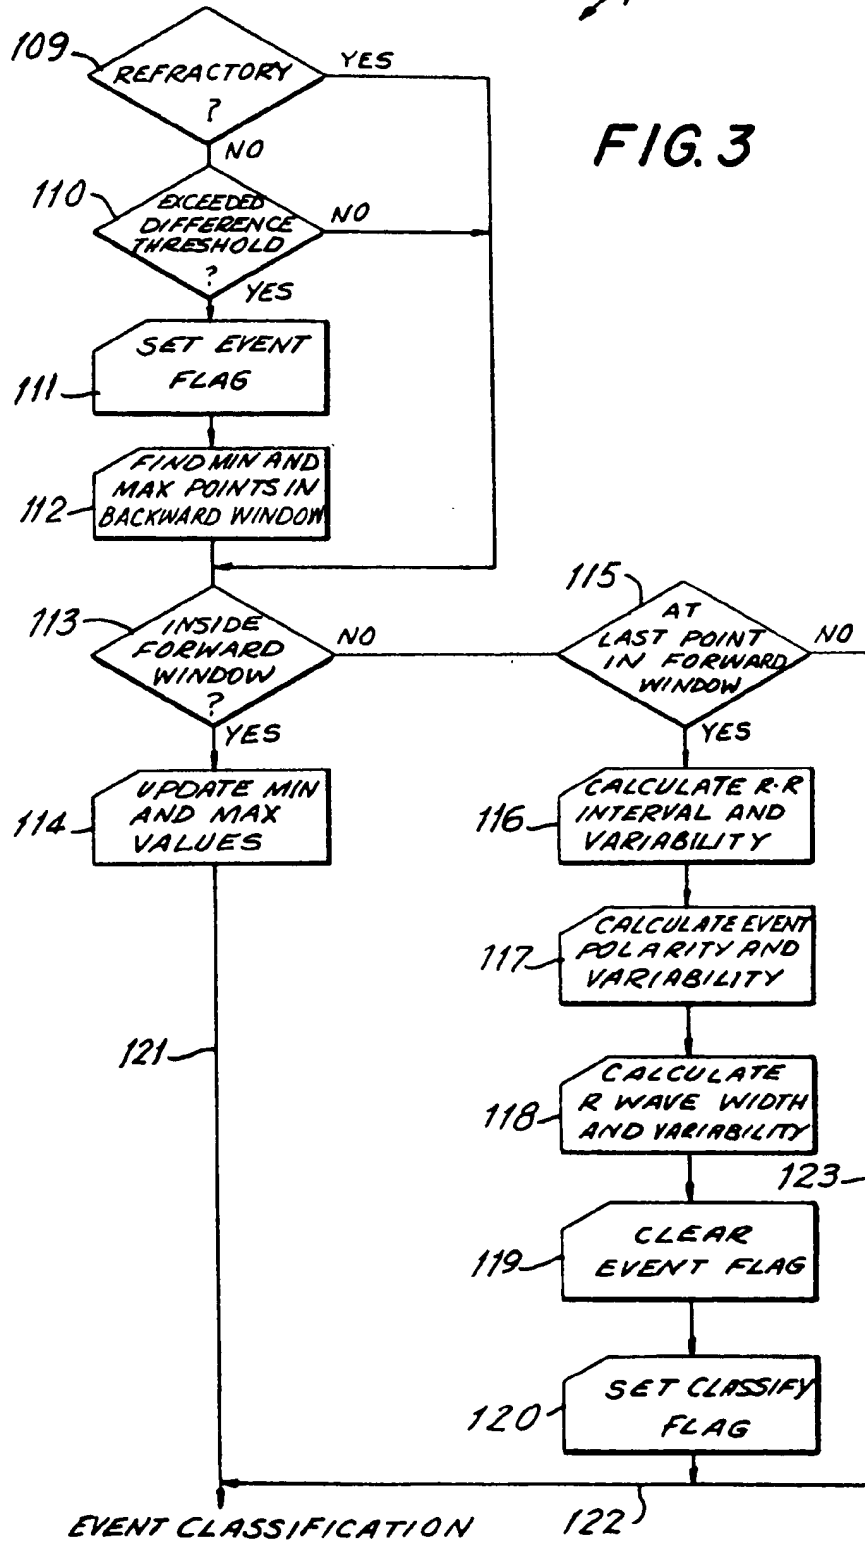 109
REFRACTORY
?
YES
NO
FIG. 3
110
EXCEEDED
DIFFERENCE
THRESHOLD
?
NO
YES
111
SET EVENT
FLAG
112
FIND MIN AND
MAX POINTS IN
BACKWARD WINDOW
113
INSIDE
FORWARD
WINDOW
?
NO
YES
115
AT
LAST POINT
IN FORWARD
WINDOW
NO
YES
114
UPDATE MIN
AND MAX
VALUES
116
CALCULATE R-R
INTERVAL AND
VARIABILITY
117
CALCULATE EVENT
POLARITY AND
VARIABILITY
121
118
CALCULATE
R WAVE WIDTH
AND VARIABILITY
123
119
CLEAR
EVENT FLAG
120
SET CLASSIFY
FLAG
122
EVENT CLASSIFICATION